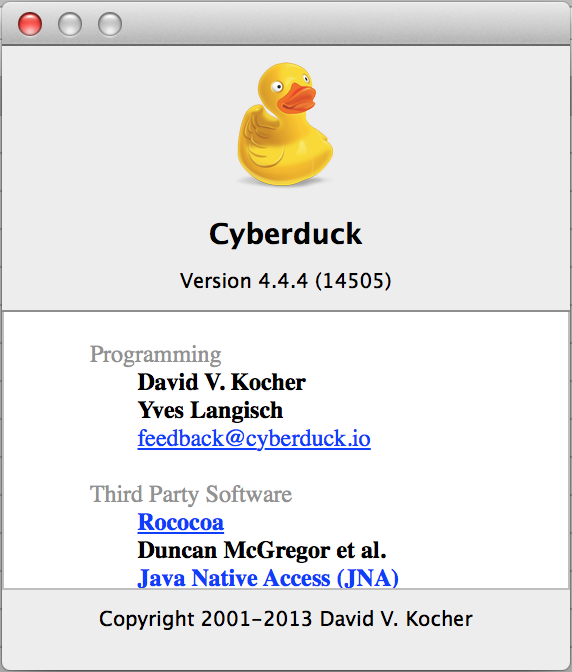 Cyberduck
Version 4.4.4 (14505)
Programming
David V. Kocher
Yves Langisch
feedback@cyberduck.io
Third Party Software
Rococoa
Duncan McGregor et al.
Java Native Access (JNA)
Copyright 2001-2013 David V. Kocher